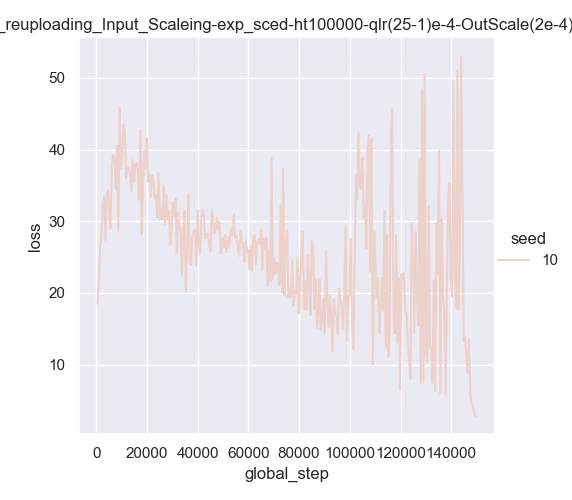 _reuploading_Input_Scaleing-exp_sced-ht100000-qlr(25-1)e-4-OutScale(2e-4)
50
40
30
20
10
loss
seed
10
0 20000 40000 60000 80000 100000 120000 140000
global_step